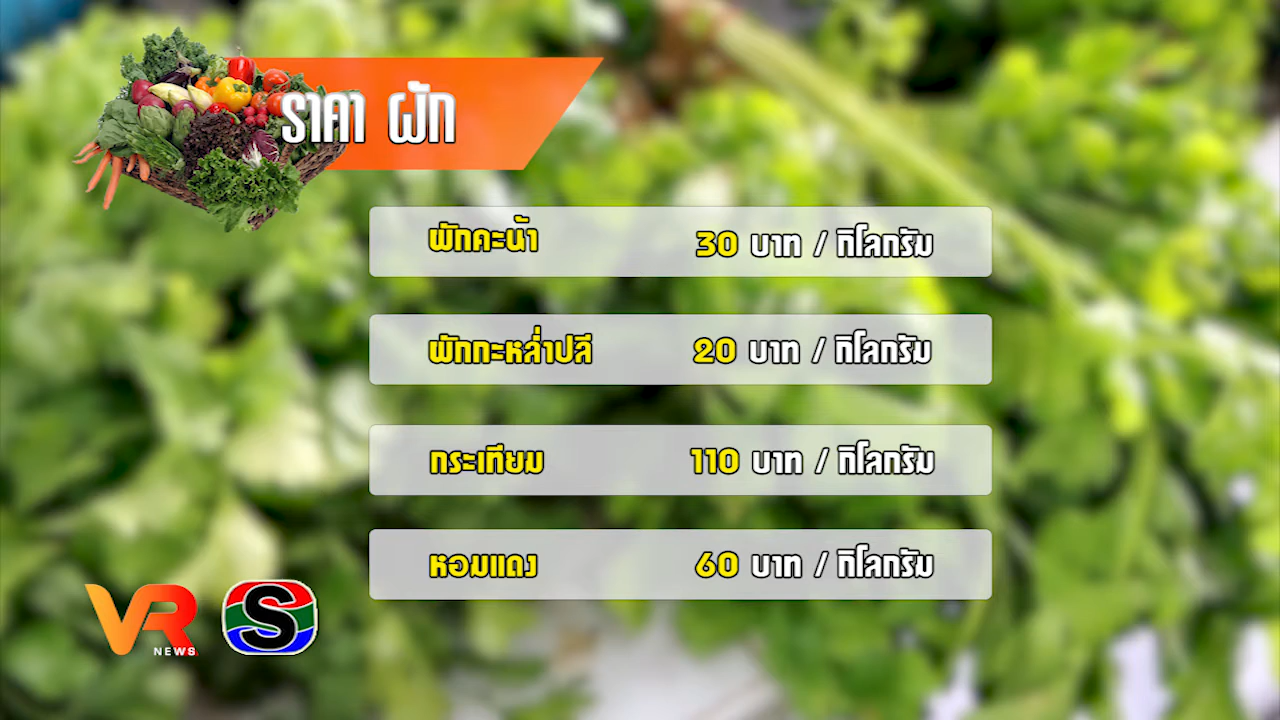 ราคา ผัก
ผักคะน้า 30 บาท / กิโลกรัม
ผักกะหล่ำปลี 20 บาท / กิโลกรัม
กระเทียม 110 บาท / กิโลกรัม
หอมแดง 60 บาท / กิโลกรัม
VR S
NEWS